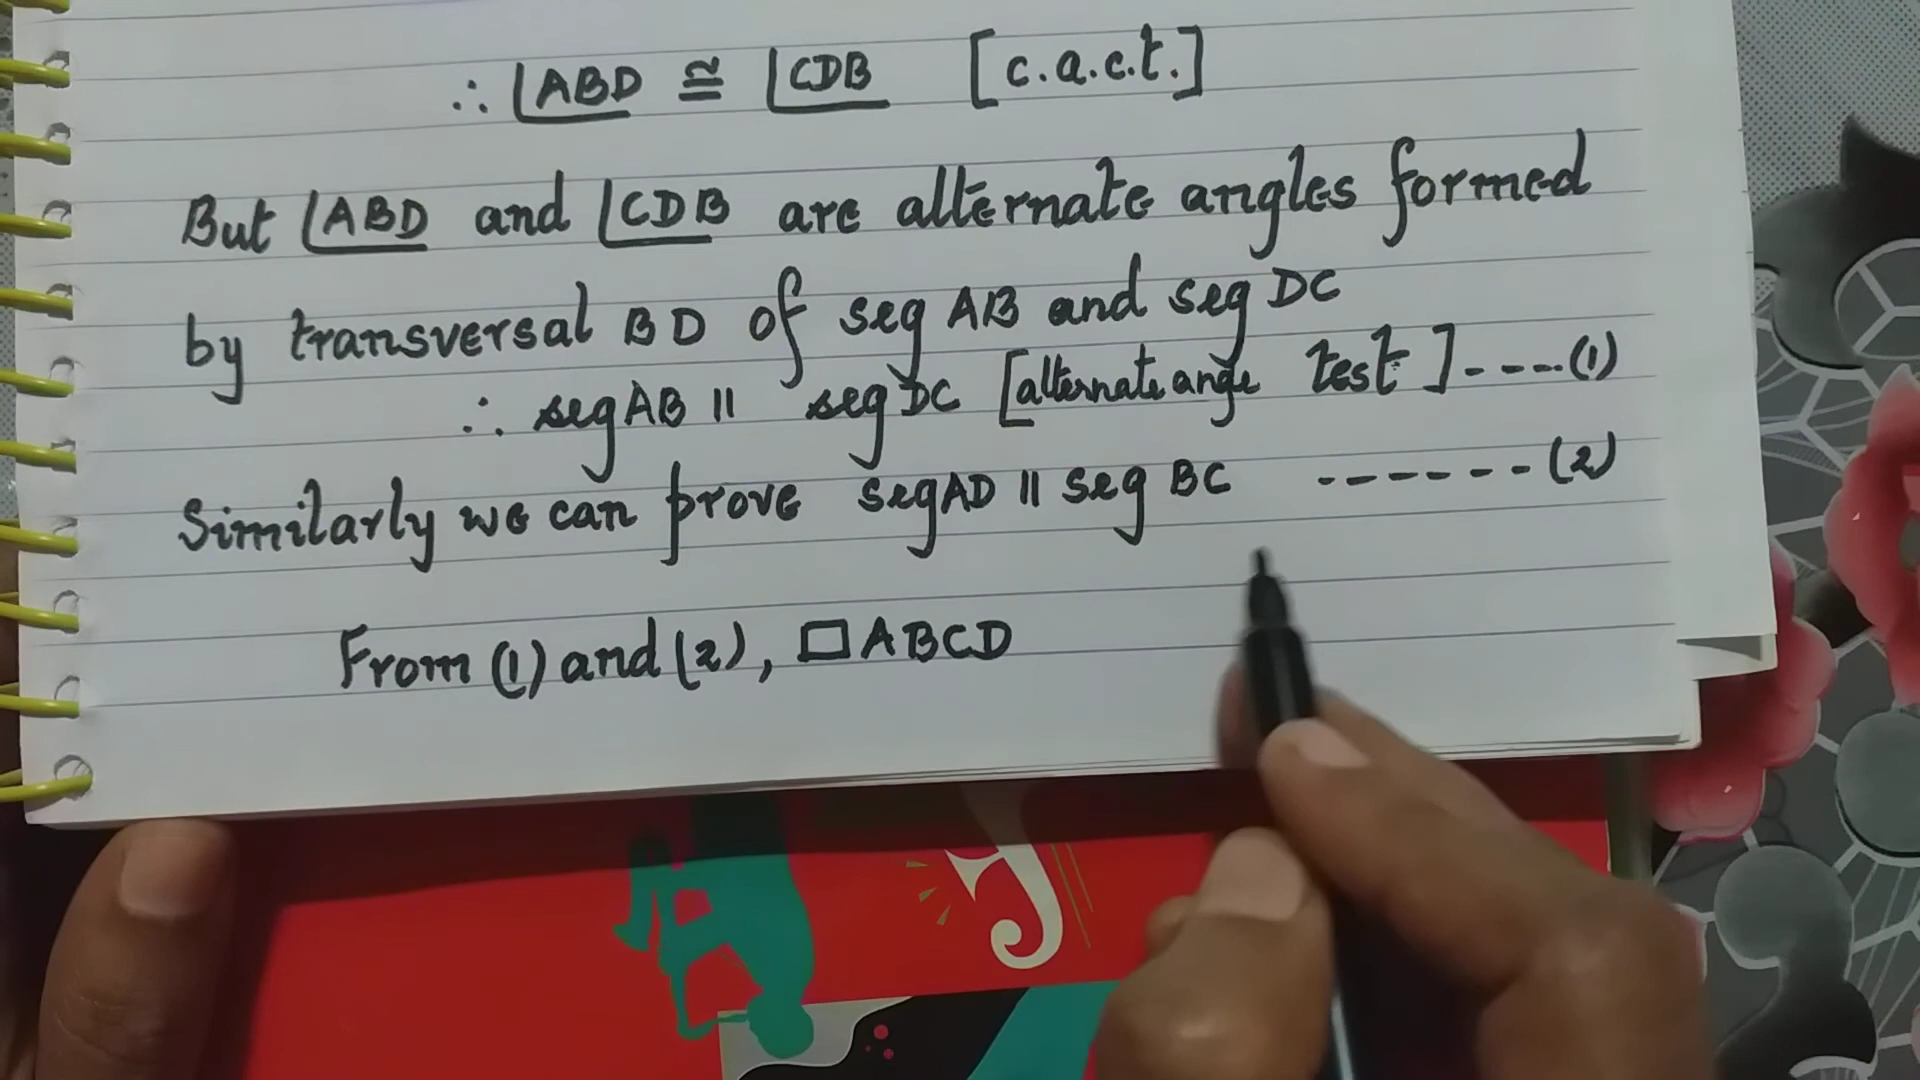 ∴ ∠ABD ≅ ∠CDB [c.a.c.t.]
But ∠ABD and ∠CDB are alternate angles formed
by transversal BD of seg AB and seg DC
∴ seg AB || seg DC [alternate ange test] ----(1)
Similarly we can prove seg AD || seg BC ------(2)
From (1) and (2), □ABCD